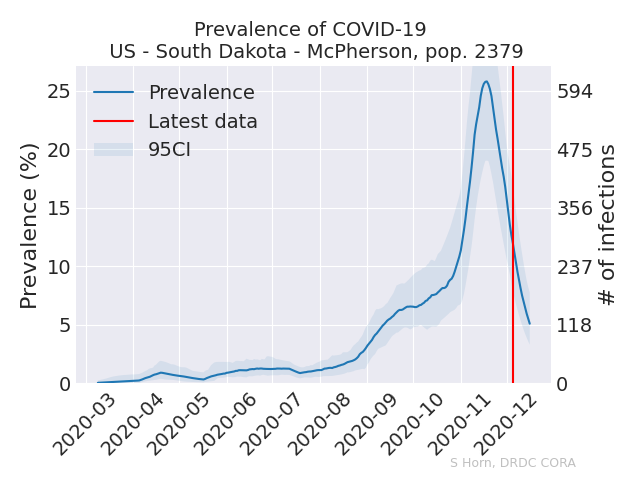 Prevalence of COVID-19
US - South Dakota - McPherson, pop. 2379
Prevalence
Latest data
95CI
Prevalence (%)
25
20
15
10
5
0
594
475
356
237
118
0
# of infections
2020-03
2020-04
2020-05
2020-06
2020-07
2020-08
2020-09
2020-10
2020-11
2020-12
S Horn, DRDC CORA